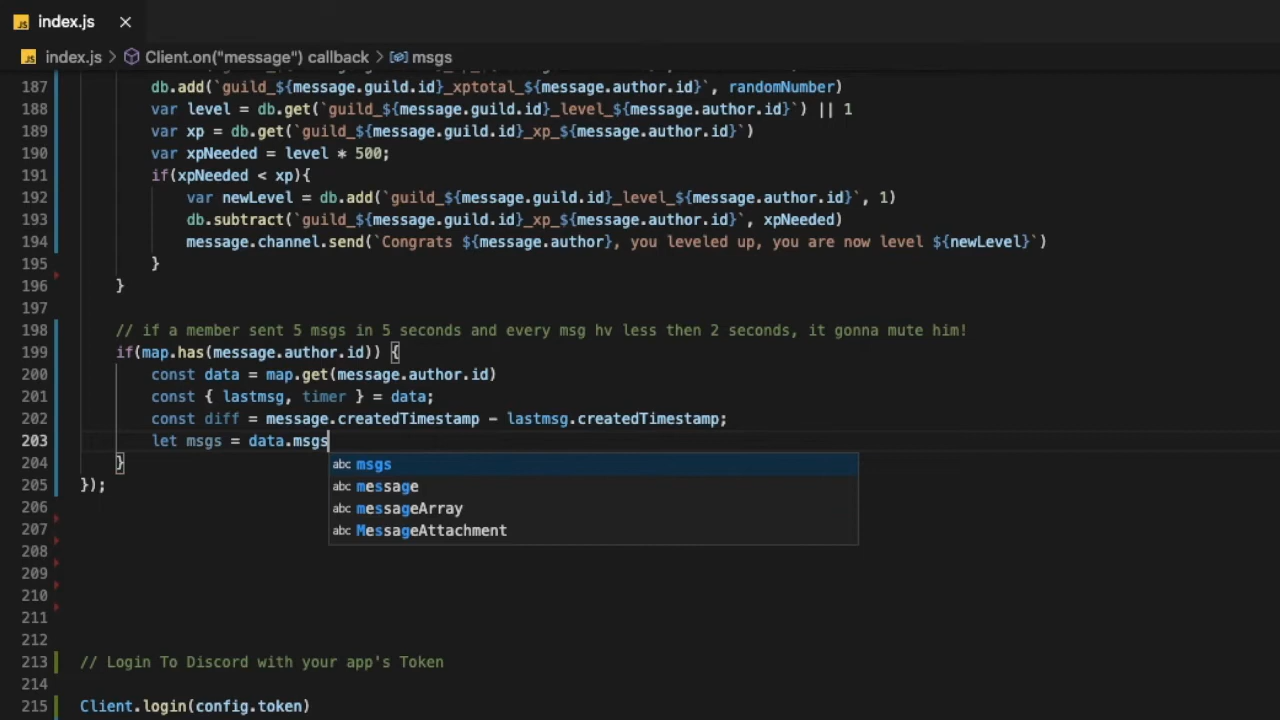 JS index.js ×
JS index.js > Client.on("message") callback > msgs
187 db.add(`guild_${message.guild.id}_xptotal_${message.author.id}`, randomNumber)
188 var level = db.get(`guild_${message.guild.id}_level_${message.author.id}`) || 1
189 var xp = db.get(`guild_${message.guild.id}_xp_${message.author.id}`)
190 var xpNeeded = level * 500;
191 if(xpNeeded < xp){
192 var newLevel = db.add(`guild_${message.guild.id}_level_${message.author.id}`, 1)
193 db.subtract(`guild_${message.guild.id}_xp_${message.author.id}`, xpNeeded)
194 message.channel.send(`Congrats ${message.author}, you leveled up, you are now level ${newLevel}`)
195 }
196 }
197
198 // if a member sent 5 msgs in 5 seconds and every msg hv less then 2 seconds, it gonna mute him!
199 if(map.has(message.author.id)) {
200 const data = map.get(message.author.id)
201 const { lastmsg, timer } = data;
202 const diff = message.createdTimestamp - lastmsg.createdTimestamp;
203 let msgs = data.msgs
abc msgs
204 }
abc message
205 });
abc messageArray
206
abc MessageAttachment
207
208
209
210
211
212
213 // Login To Discord with your app's Token
214
215 Client.login(config.token)